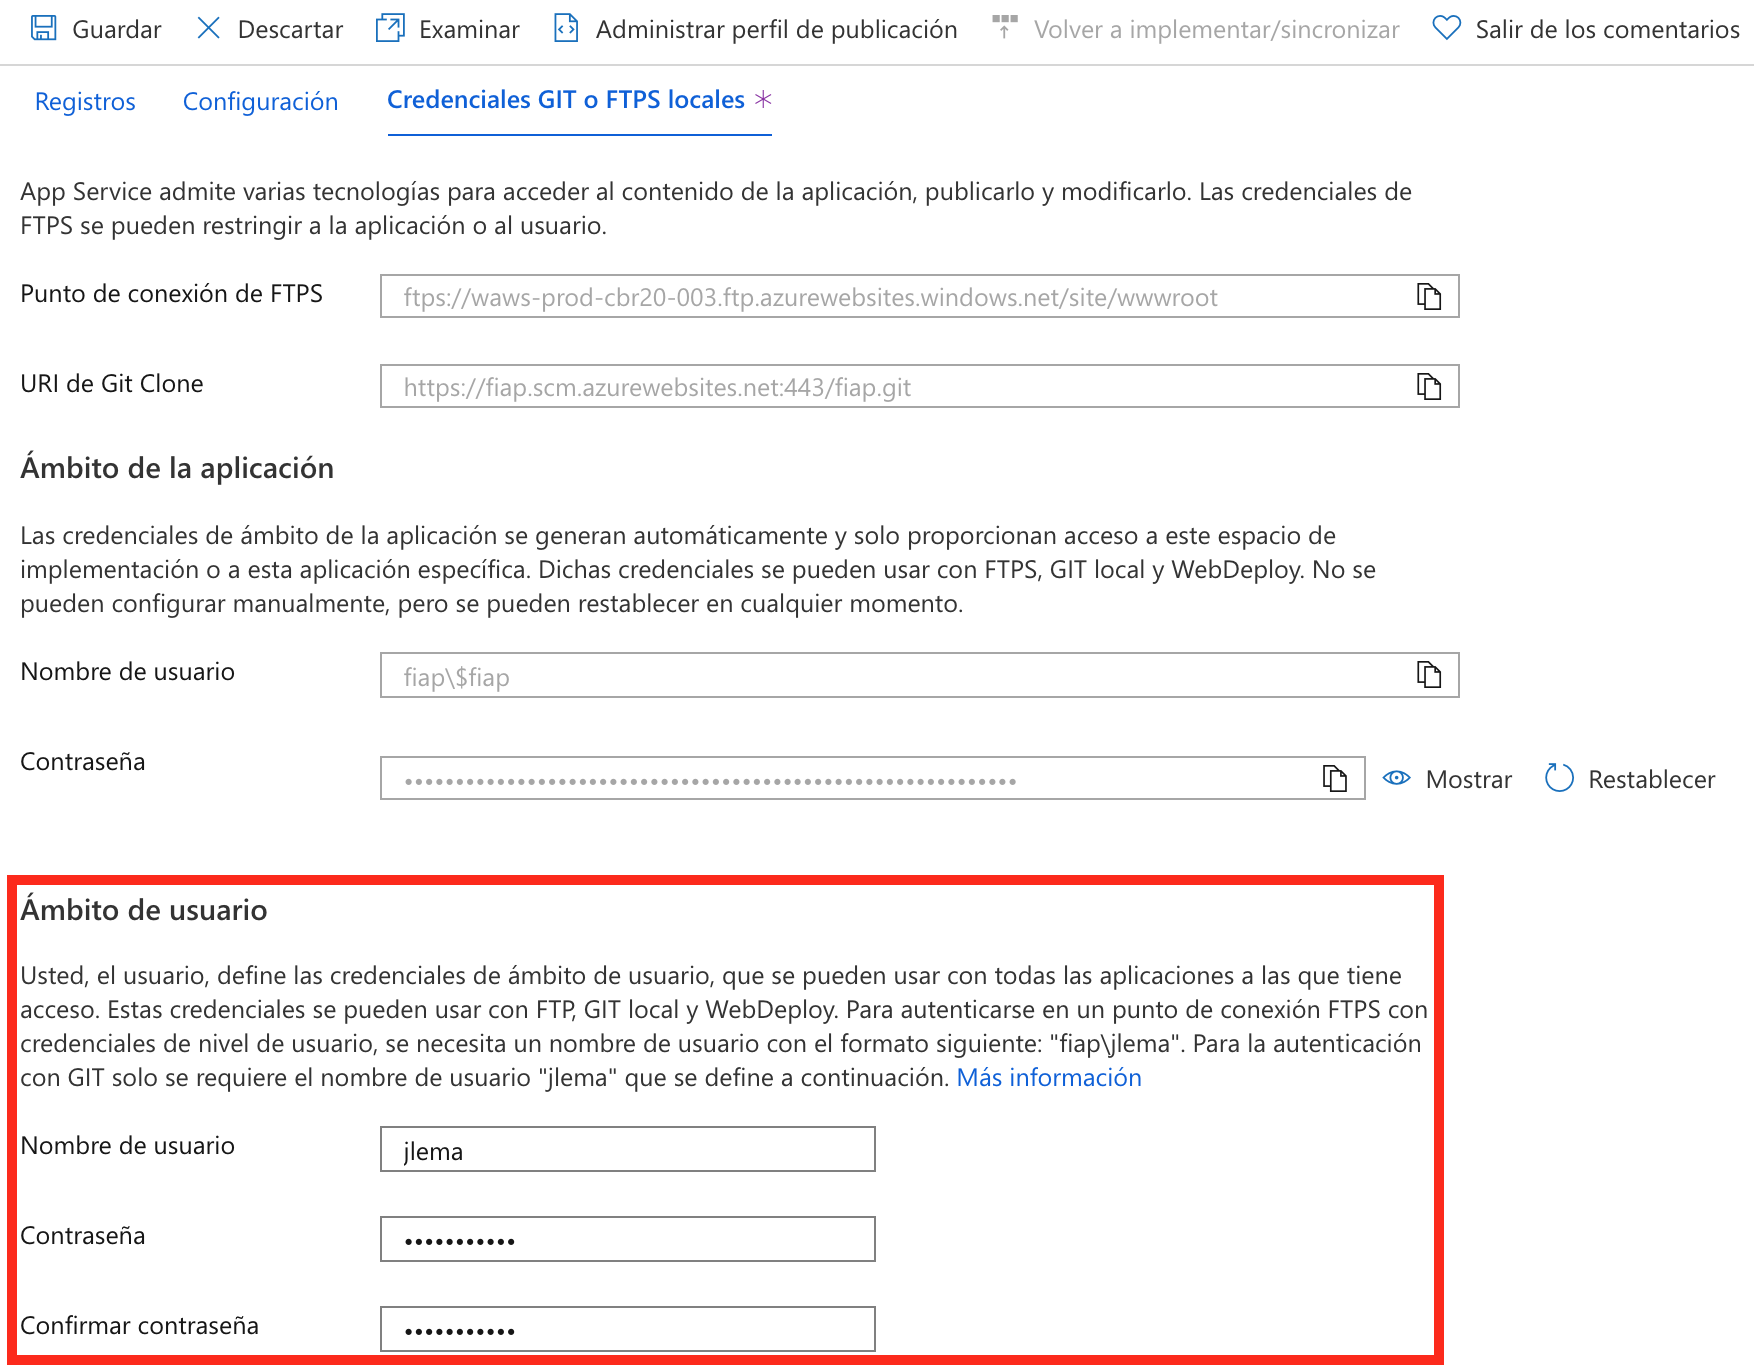 Guardar Descartar Examinar Administrar perfil de publicación Volver a implementar/sincronizar Salir de los comentarios
Registros Configuración Credenciales GIT o FTPS locales *
App Service admite varias tecnologías para acceder al contenido de la aplicación, publicarlo y modificarlo. Las credenciales de
FTPS se pueden restringir a la aplicación o al usuario.
Punto de conexión de FTPS ftps://waws-prod-cbr20-003.ftp.azurewebsites.windows.net/site/wwwroot
URI de Git Clone https://fiap.scm.azurewebsites.net:443/fiap.git
Ámbito de la aplicación
Las credenciales de ámbito de la aplicación se generan automáticamente y solo proporcionan acceso a este espacio de
implementación o a esta aplicación específica. Dichas credenciales se pueden usar con FTPS, GIT local y WebDeploy. No se
pueden configurar manualmente, pero se pueden restablecer en cualquier momento.
Nombre de usuario fiap\$fiap
Contraseña Mostrar Restablecer
Ámbito de usuario
Usted, el usuario, define las credenciales de ámbito de usuario, que se pueden usar con todas las aplicaciones a las que tiene
acceso. Estas credenciales se pueden usar con FTP, GIT local y WebDeploy. Para autenticarse en un punto de conexión FTPS con
credenciales de nivel de usuario, se necesita un nombre de usuario con el formato siguiente: "fiap\jlema". Para la autenticación
con GIT solo se requiere el nombre de usuario "jlema" que se define a continuación. Más información
Nombre de usuario jlema
Contraseña
Confirmar contraseña